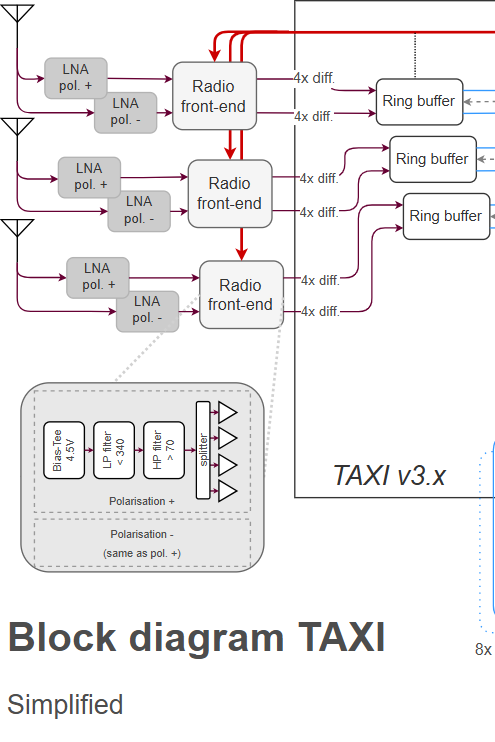 LNA
pol. +
LNA
pol. -
Radio
front-end
4x diff.
4x diff.
Ring buffer
LNA
pol. +
LNA
pol. -
Radio
front-end
4x diff.
4x diff.
Ring buffer
LNA
pol. +
LNA
pol. -
Radio
front-end
4x diff.
4x diff.
Ring buffer
Bias-Tee
4.5V
LP filter
< 340
HP filter
> 70
splitter
Polarisation +
Polarisation -
(same as pol. +)
TAXI v3.x
Block diagram TAXI
8x
Simplified